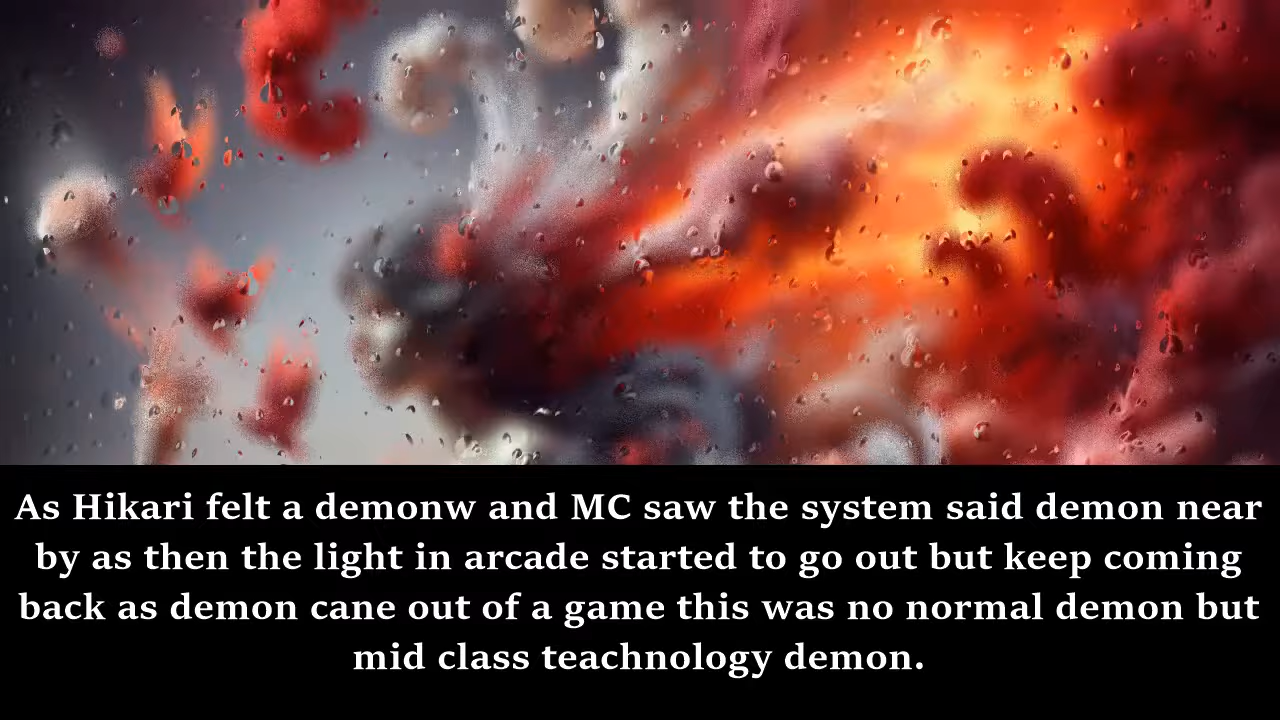 As Hikari felt a demonw and MC saw the system said demon near
by as then the light in arcade started to go out but keep coming
back as demon cane out of a game this was no normal demon but
mid class teachnology demon.